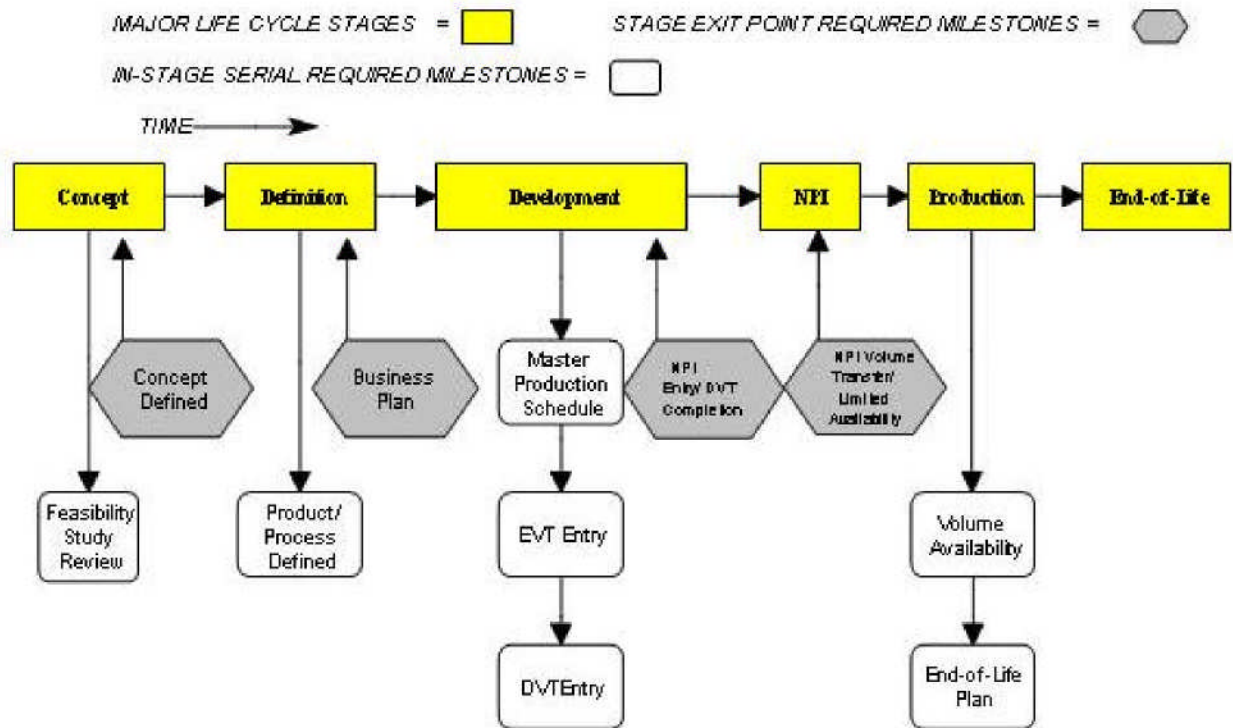 MAJOR LIFE CYCLE STAGES =
STAGE EXIT POINT REQUIRED MILESTONES =
IN-STAGE SERIAL REQUIRED MILESTONES =
TIME
Concept
Definition
Development
NPI
Production
End-of-Life
Concept
Defined
Business
Plan
Master
Production
Schedule
NPI
Entry/ DVT
Completion
NPI Volume
Transfer/
Limited
Availability
Feasibility
Study
Review
Product/
Process
Defined
EVT Entry
Volume
Availability
DVTEntry
End-of-Life
Plan